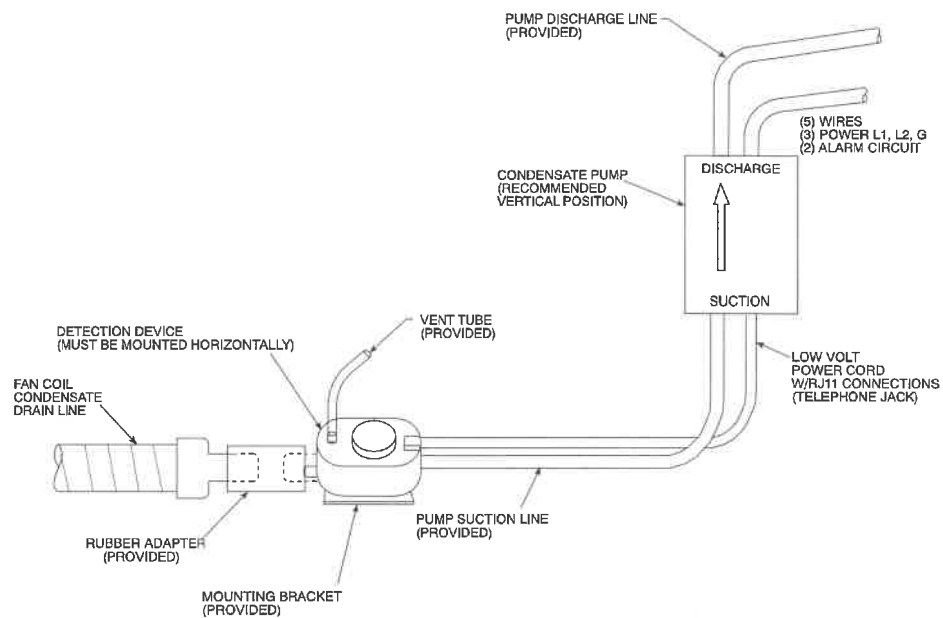 PUMP DISCHARGE LINE
(PROVIDED)
(5) WIRES
(3) POWER L1, L2, G
(2) ALARM CIRCUIT
DISCHARGE
CONDENSATE PUMP
(RECOMMENDED
VERTICAL POSITION)
SUCTION
VENT TUBE
(PROVIDED)
DETECTION DEVICE
(MUST BE MOUNTED HORIZONTALLY)
LOW VOLT
POWER CORD
W/RJ11 CONNECTIONS
(TELEPHONE JACK)
FAN COIL
CONDENSATE
DRAIN LINE
PUMP SUCTION LINE
(PROVIDED)
RUBBER ADAPTER
(PROVIDED)
MOUNTING BRACKET
(PROVIDED)